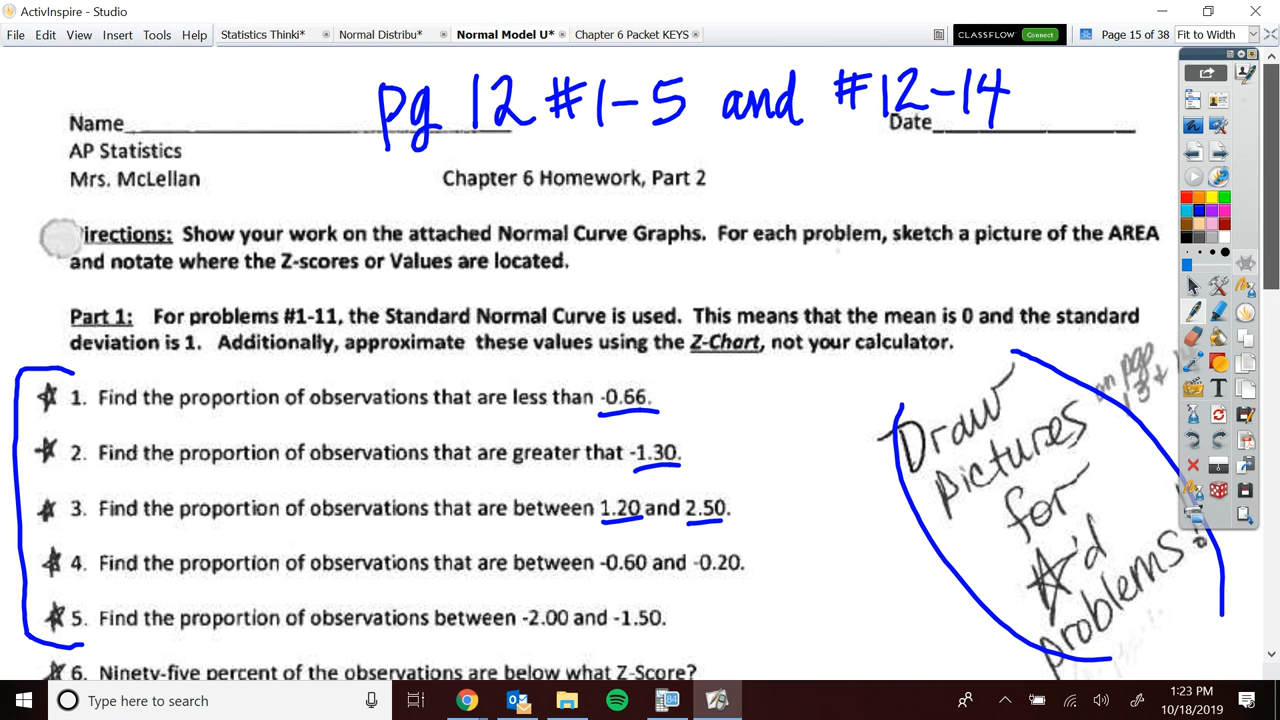 ActivInspire - Studio
File Edit View Insert Tools Help Statistics Thinki* Normal Distribu* Normal Model U* Chapter 6 Packet KEYS CLASSFLOW Connect Page 15 of 38 Fit to Width
pg 12 #1-5 and #12-14
Name Date
AP Statistics
Mrs. McLellan Chapter 6 Homework, Part 2
irections: Show your work on the attached Normal Curve Graphs. For each problem, sketch a picture of the AREA
and notate where the Z-scores or Values are located.
Part 1: For problems #1-11, the Standard Normal Curve is used. This means that the mean is 0 and the standard
deviation is 1. Additionally, approximate these values using the Z-Chart, not your calculator.
1. Find the proportion of observations that are less than -0.66.
2. Find the proportion of observations that are greater that -1.30.
3. Find the proportion of observations that are between 1.20 and 2.50.
4. Find the proportion of observations that are between -0.60 and -0.20.
5. Find the proportion of observations between -2.00 and -1.50.
6. Ninety-five percent of the observations are below what Z-Score?
Draw
pictures
for
☆'d
problems!
on pgs
Type here to search
1:23 PM
10/18/2019